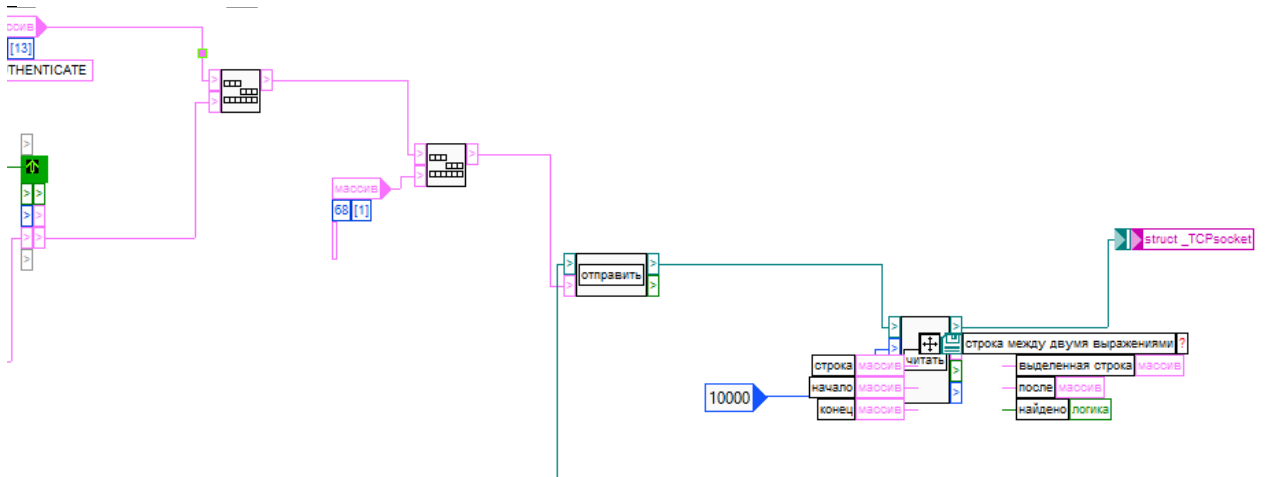 [13]
THENTICATE
массив
68 [1]
отправить
struct _TCPsocket
строка между двумя выражениями ?
читать
строка массив
выделенная строка массив
10000
начало массив
после массив
конец массив
найдено логика